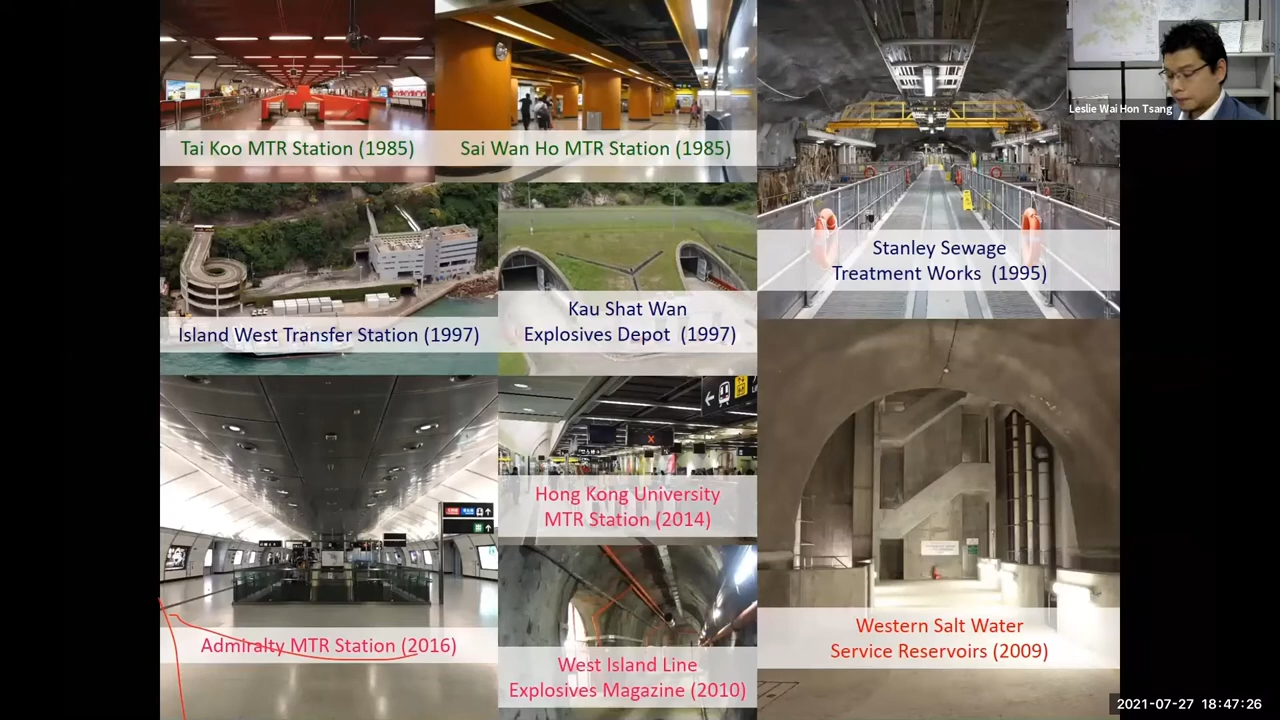 Tai Koo MTR Station (1985)
Sai Wan Ho MTR Station (1985)
Leslie Wai Hon Tsang
Stanley Sewage
Treatment Works (1995)
Island West Transfer Station (1997)
Kau Shat Wan
Explosives Depot (1997)
Hong Kong University
MTR Station (2014)
Admiralty MTR Station (2016)
West Island Line
Explosives Magazine (2010)
Western Salt Water
Service Reservoirs (2009)
2021-07-27 18:47:26